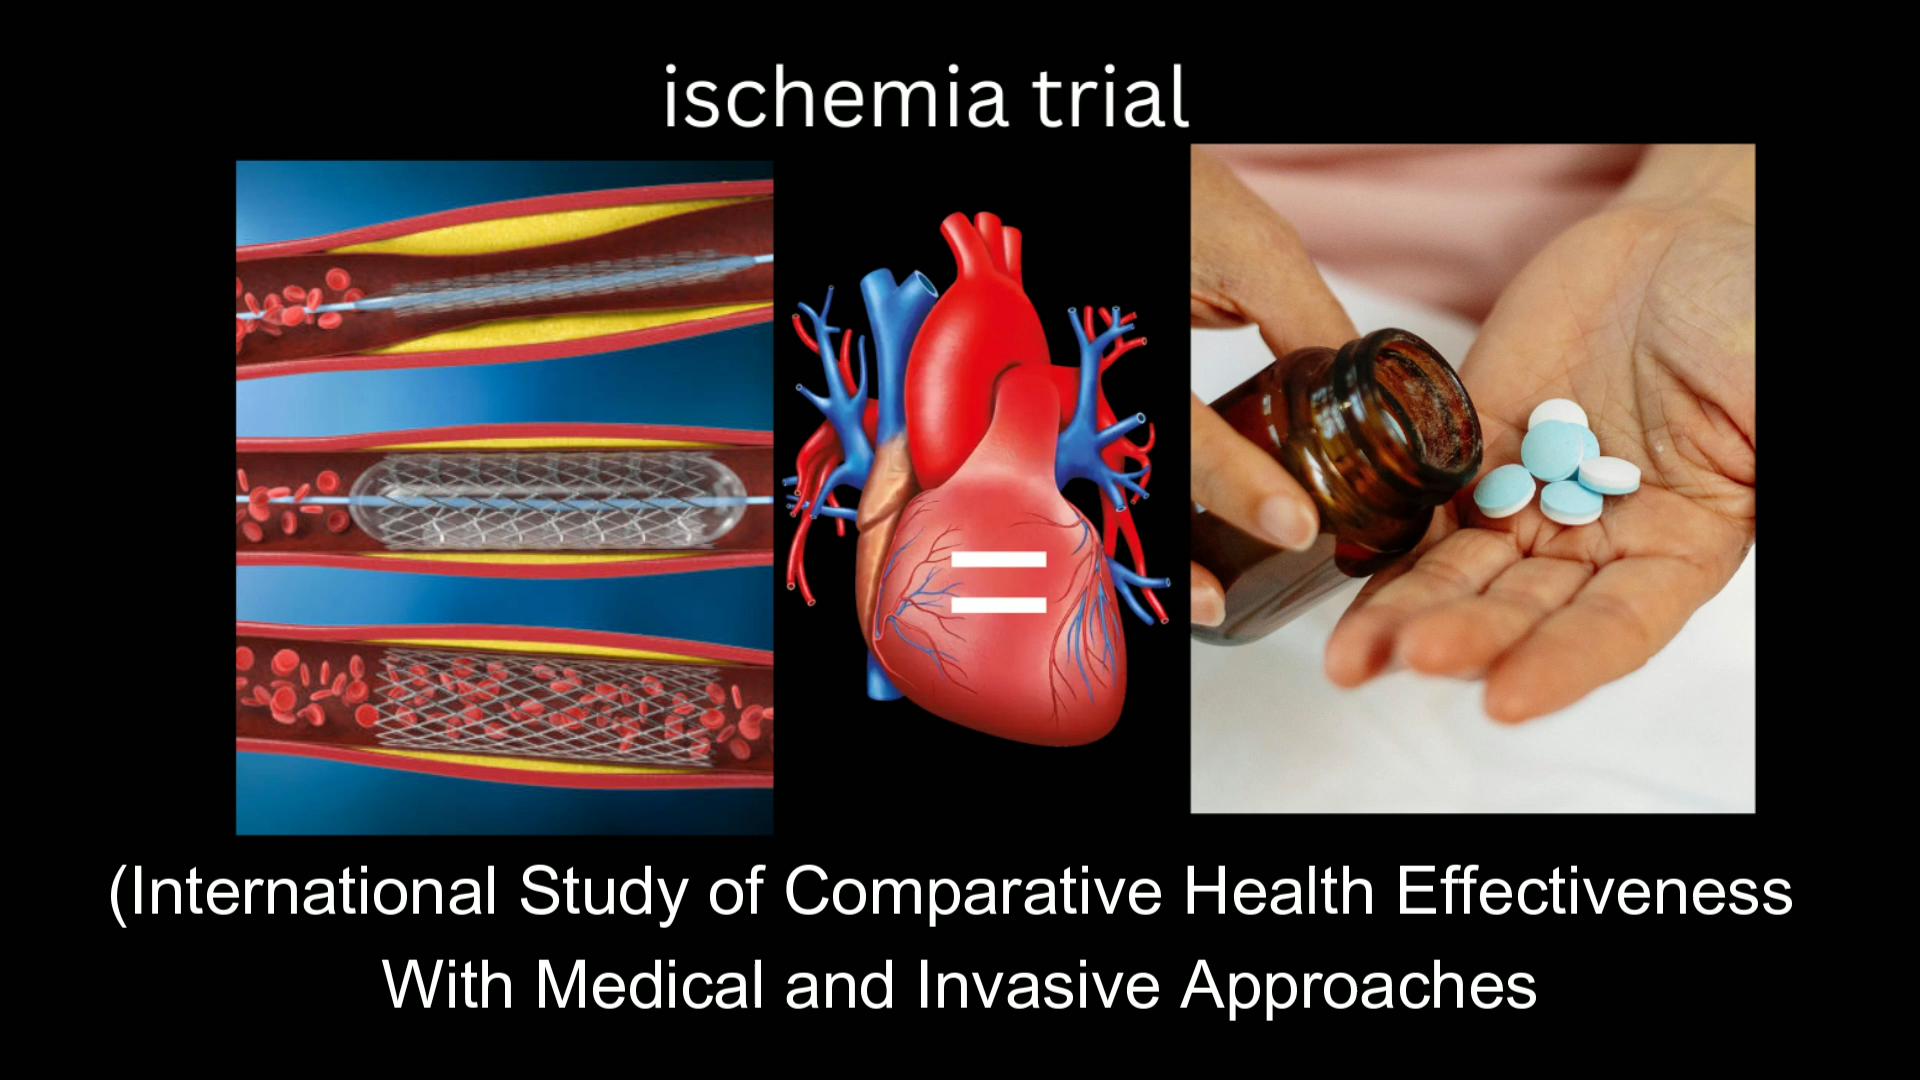 ischemia trial
=
(International Study of Comparative Health Effectiveness
With Medical and Invasive Approaches